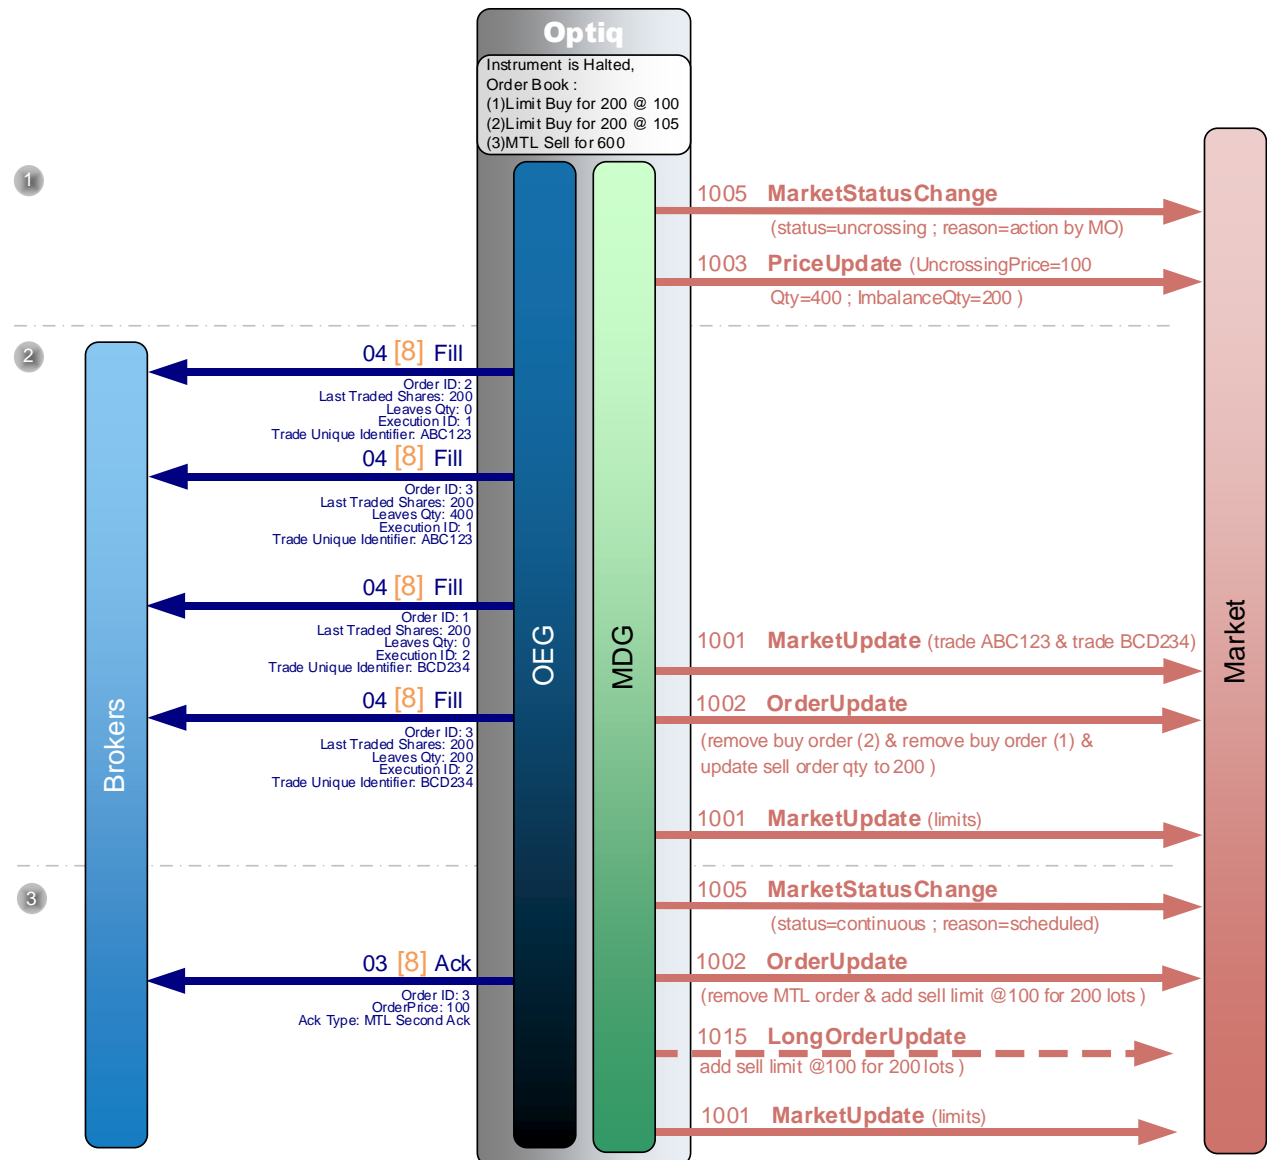 Optiq
Instrument is Halted,
Order Book :
(1)Limit Buy for 200 @ 100
(2)Limit Buy for 200 @ 105
(3)MTL Sell for 600
1
1005 MarketStatusChange
(status=uncrossing ; reason=action by MO)
1003 PriceUpdate (UncrossingPrice=100
Qty=400 ; ImbalanceQty=200 )
2
04 [8] Fill
Order ID: 2
Last Traded Shares: 200
Leaves Qty: 0
Execution ID: 1
Trade Unique Identifier: ABC123
04 [8] Fill
Order ID: 3
Last Traded Shares: 200
Leaves Qty: 400
Execution ID: 1
Trade Unique Identifier: ABC123
04 [8] Fill
Order ID: 1
Last Traded Shares: 200
Leaves Qty: 0
Execution ID: 2
Trade Unique Identifier: BCD234
04 [8] Fill
Order ID: 3
Last Traded Shares: 200
Leaves Qty: 200
Execution ID: 2
Trade Unique Identifier: BCD234
Brokers
OEG
MDG
Market
1001 MarketUpdate (trade ABC123 & trade BCD234)
1002 OrderUpdate
(remove buy order (2) & remove buy order (1) &
update sell order qty to 200 )
1001 MarketUpdate (limits)
3
1005 MarketStatusChange
(status=continuous ; reason=scheduled)
03 [8] Ack
Order ID: 3
OrderPrice: 100
Ack Type: MTL Second Ack
1002 OrderUpdate
(remove MTL order & add sell limit @100 for 200 lots )
1015 LongOrderUpdate
add sell limit @100 for 200 lots )
1001 MarketUpdate (limits)